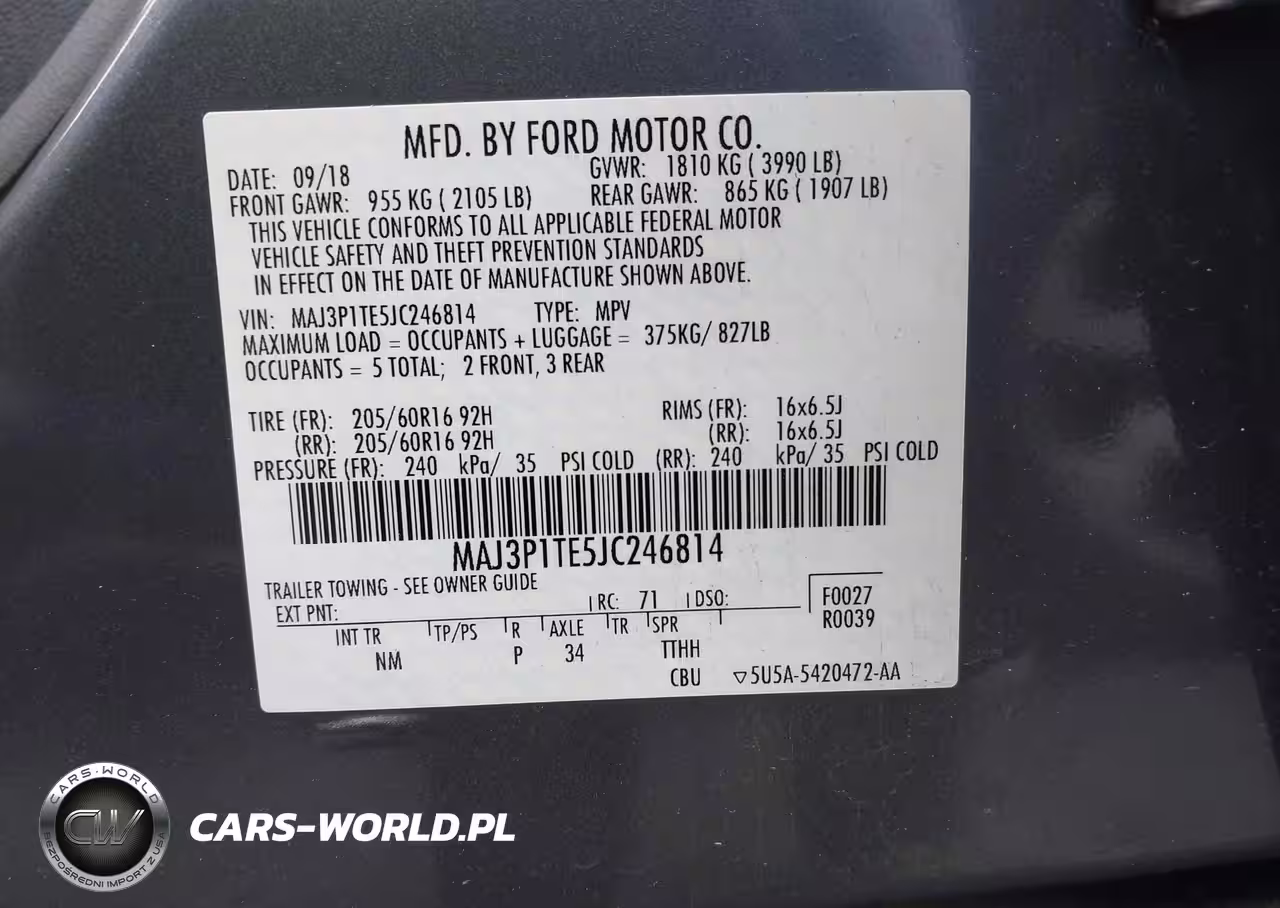 MFD. BY FORD MOTOR CO.
DATE: 09/18 GVWR: 1810 KG ( 3990 LB)
FRONT GAWR: 955 KG ( 2105 LB) REAR GAWR: 865 KG ( 1907 LB)
THIS VEHICLE CONFORMS TO ALL APPLICABLE FEDERAL MOTOR
VEHICLE SAFETY AND THEFT PREVENTION STANDARDS
IN EFFECT ON THE DATE OF MANUFACTURE SHOWN ABOVE.
VIN: MAJ3P1TE5JC246814 TYPE: MPV
MAXIMUM LOAD = OCCUPANTS + LUGGAGE = 375KG/ 827LB
OCCUPANTS = 5 TOTAL; 2 FRONT, 3 REAR
TIRE (FR): 205/60R16 92H RIMS (FR): 16x6.5J
(RR): 205/60R16 92H (RR): 16x6.5J
PRESSURE (FR): 240 kPa/ 35 PSI COLD (RR): 240 kPa/ 35 PSI COLD
MAJ3P1TE5JC246814
TRAILER TOWING - SEE OWNER GUIDE
EXT PNT: RC: 71 DSO: F0027
R0039
INT TR TP/PS R AXLE TR SPR
NM P 34 TTHH
CBU ▽5U5A-5420472-AA
CARS-WORLD
CW
BEZPOŚREDNI IMPORT Z USA
CARS-WORLD.PL